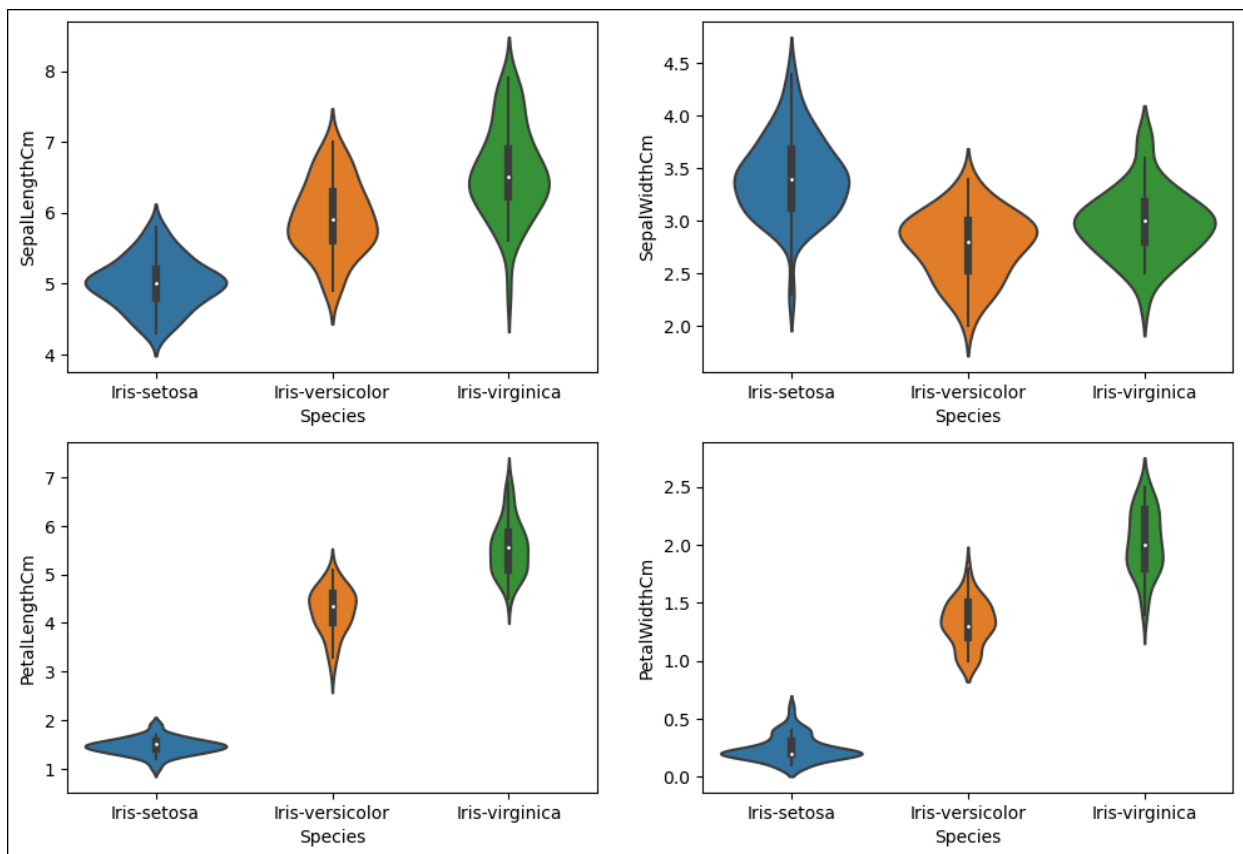 SepalLengthCm
8
7
6
5
4
Iris-setosa Iris-versicolor Iris-virginica
Species
SepalWidthCm
4.5
4.0
3.5
3.0
2.5
2.0
Iris-setosa Iris-versicolor Iris-virginica
Species
PetalLengthCm
7
6
5
4
3
2
1
Iris-setosa Iris-versicolor Iris-virginica
Species
PetalWidthCm
2.5
2.0
1.5
1.0
0.5
0.0
Iris-setosa Iris-versicolor Iris-virginica
Species